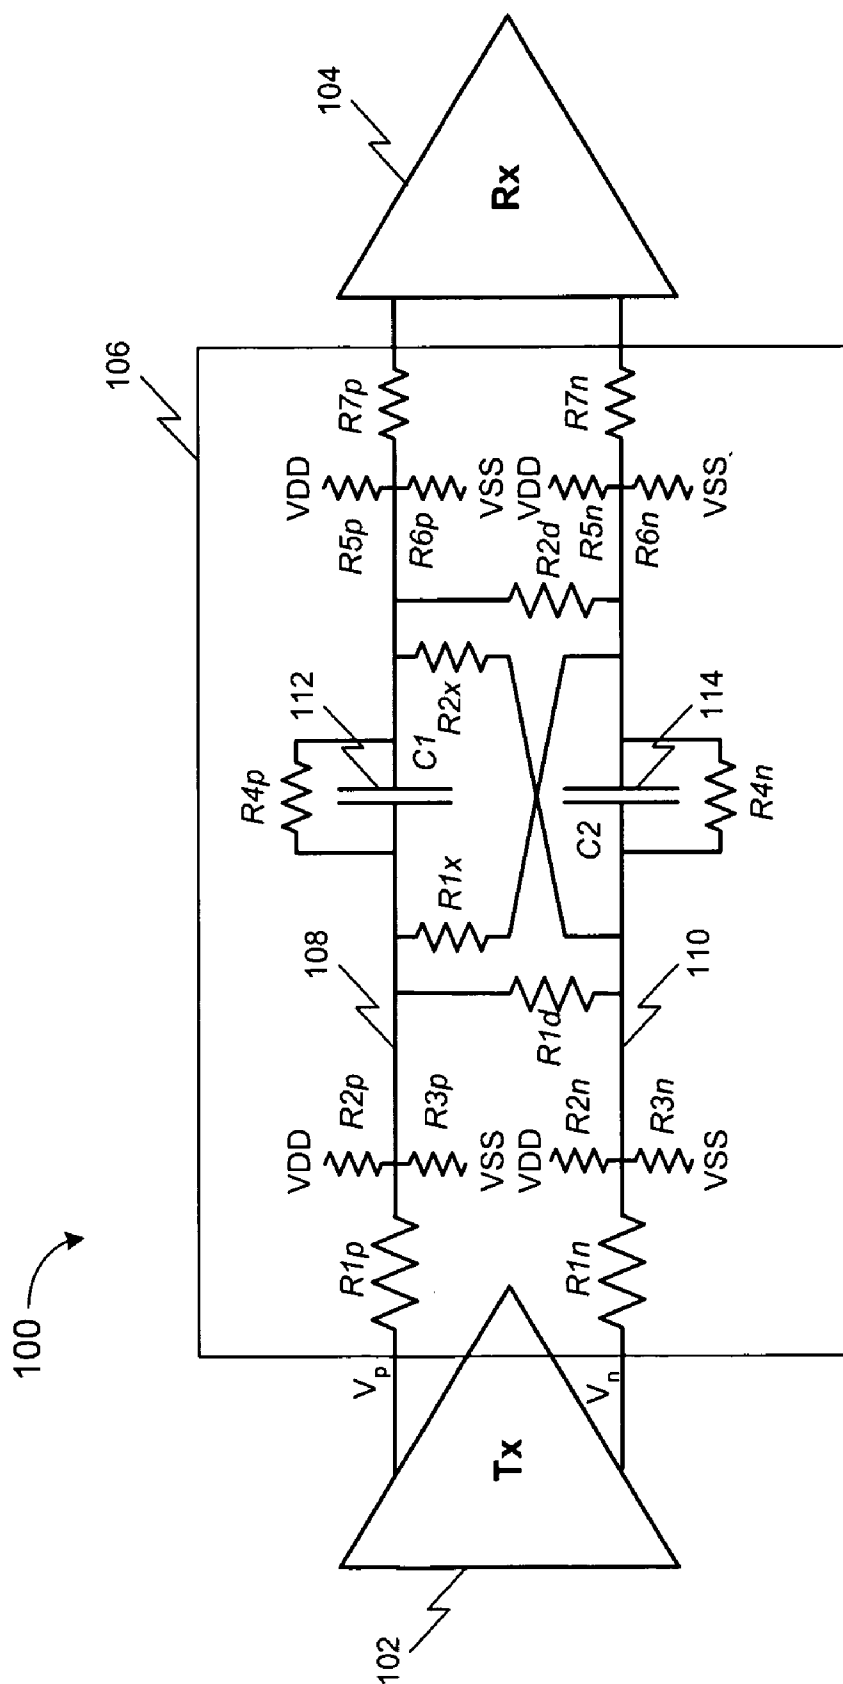 100
106
104
Rx
R7p
R7n
VDD
VSS
VDD
VSS
R5p
R6p
R5n
R6n
R2d
R2x
112
C1
114
R4p
R4n
C2
R1x
108
110
R1d
R2p
R3p
R2n
R3n
VDD
VSS
VDD
VSS
R1p
R1n
Vp
Vn
Tx
102